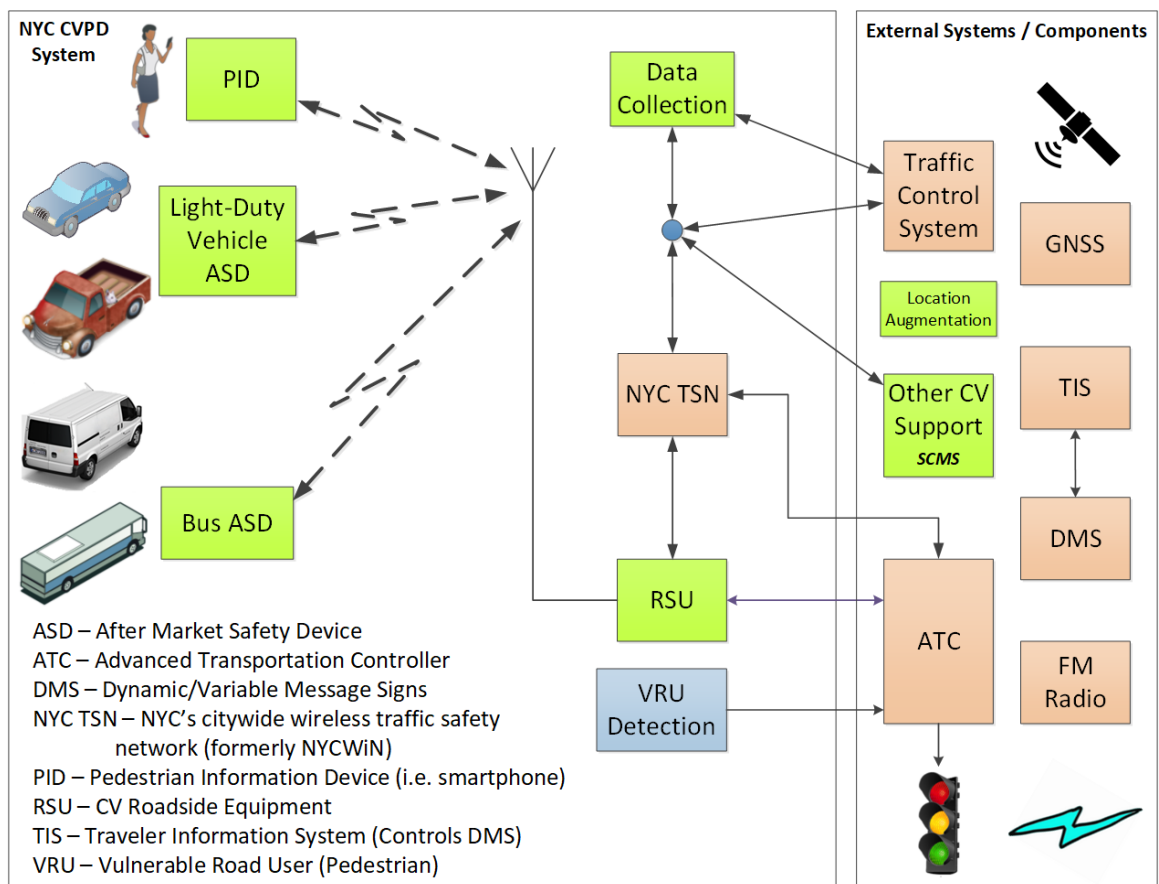 NYC CVPD
System
External Systems / Components
PID
Data
Collection
Light-Duty
Vehicle
ASD
Traffic
Control
System
GNSS
Location
Augmentation
NYC TSN
Other CV
Support
SCMS
TIS
Bus ASD
DMS
RSU
ATC
VRU
Detection
FM
Radio
ASD – After Market Safety Device
ATC – Advanced Transportation Controller
DMS – Dynamic/Variable Message Signs
NYC TSN – NYC’s citywide wireless traffic safety
network (formerly NYCWiN)
PID – Pedestrian Information Device (i.e. smartphone)
RSU – CV Roadside Equipment
TIS – Traveler Information System (Controls DMS)
VRU – Vulnerable Road User (Pedestrian)